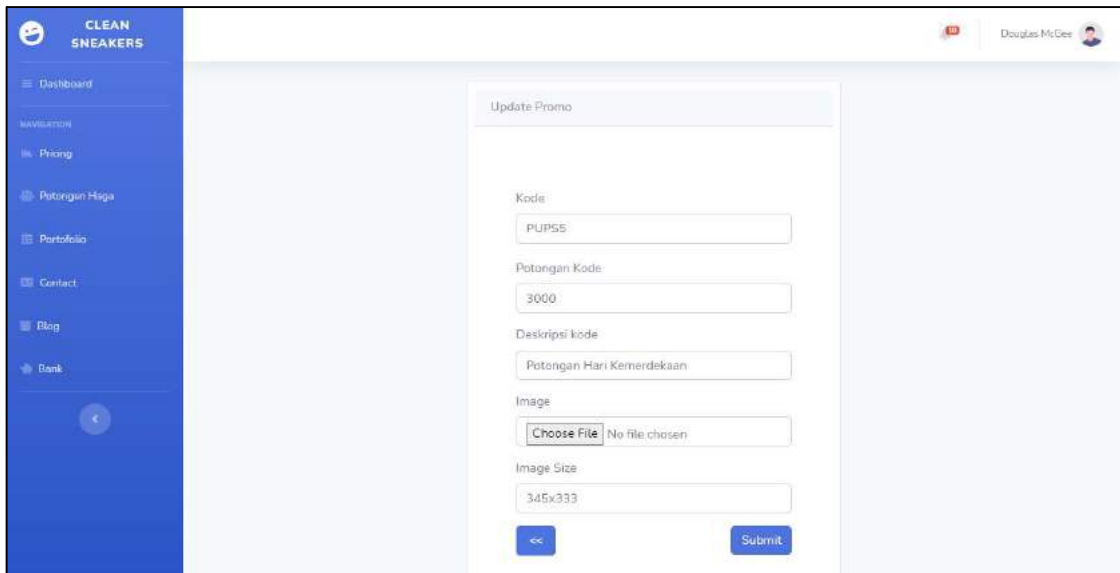 CLEAN
SNEAKERS
Douglas McGee
Dashboard
NAVIGATION
Pricing
Potongan Haga
Portofolio
Contact
Blog
Bank
Update Promo
Kode
PUPS5
Potongan Kode
3000
Deskripsi kode
Potongan Hari Kemerdekaan
Image
Choose File No file chosen
Image Size
345x333
<<
Submit